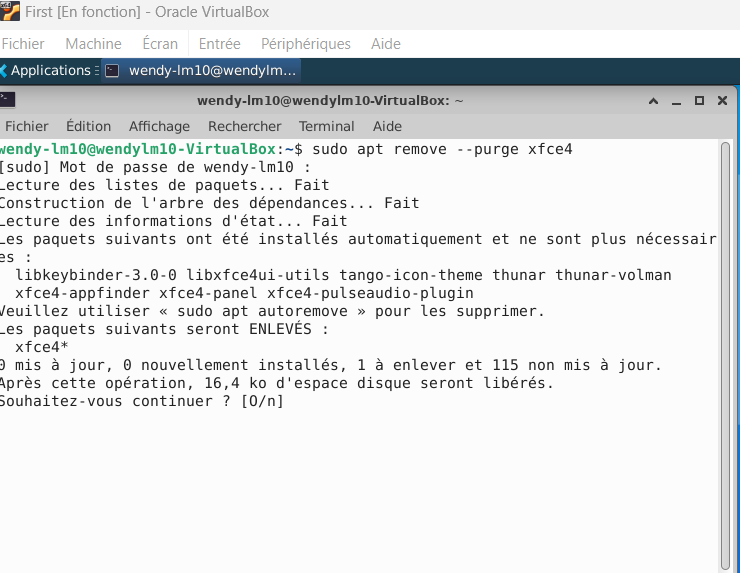 First [En fonction] - Oracle VirtualBox
Fichier Machine Écran Entrée Périphériques Aide
Applications wendy-lm10@wendylm...
wendy-lm10@wendylm10-VirtualBox: ~
Fichier Édition Affichage Rechercher Terminal Aide
wendy-lm10@wendylm10-VirtualBox:~$ sudo apt remove --purge xfce4
[sudo] Mot de passe de wendy-lm10 :
Lecture des listes de paquets... Fait
Construction de l'arbre des dépendances... Fait
Lecture des informations d'état... Fait
Les paquets suivants ont été installés automatiquement et ne sont plus nécessair
es :
libkeybinder-3.0-0 libxfce4ui-utils tango-icon-theme thunar thunar-volman
xfce4-appfinder xfce4-panel xfce4-pulseaudio-plugin
Veuillez utiliser « sudo apt autoremove » pour les supprimer.
Les paquets suivants seront ENLEVÉS :
xfce4*
0 mis à jour, 0 nouvellement installés, 1 à enlever et 115 non mis à jour.
Après cette opération, 16,4 ko d'espace disque seront libérés.
Souhaitez-vous continuer ? [O/n]